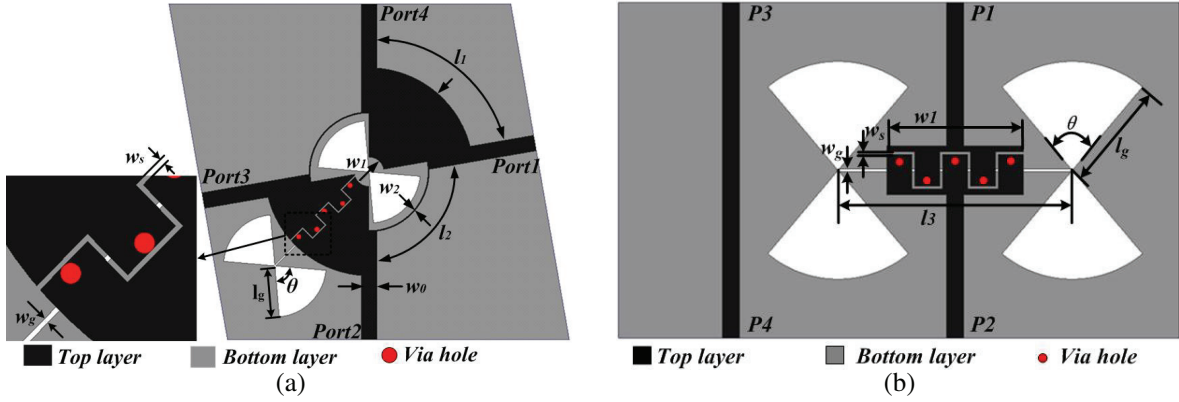 Port4
l1
Port1
w1
w2
l2
Port3
ws
wg
lg
θ
w0
Port2
Top layer
Bottom layer
Via hole
(a)
P3
P1
w1
ws
wg
θ
lg
l3
P4
P2
Top layer
Bottom layer
Via hole
(b)